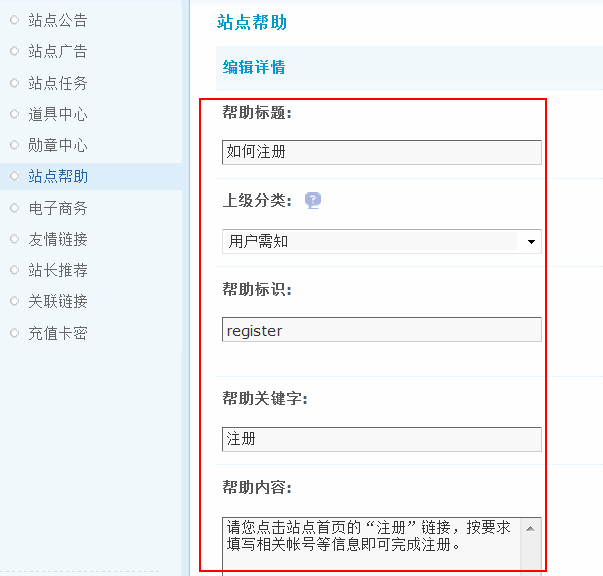 站点公告
站点广告
站点任务
道具中心
勋章中心
站点帮助
电子商务
友情链接
站长推荐
关联链接
充值卡密
站点帮助
编辑详情
帮助标题:
如何注册
上级分类: ?
用户需知
帮助标识:
register
帮助关键字:
注册
帮助内容:
请您点击站点首页的“注册”链接，按要求
填写相关帐号等信息即可完成注册。